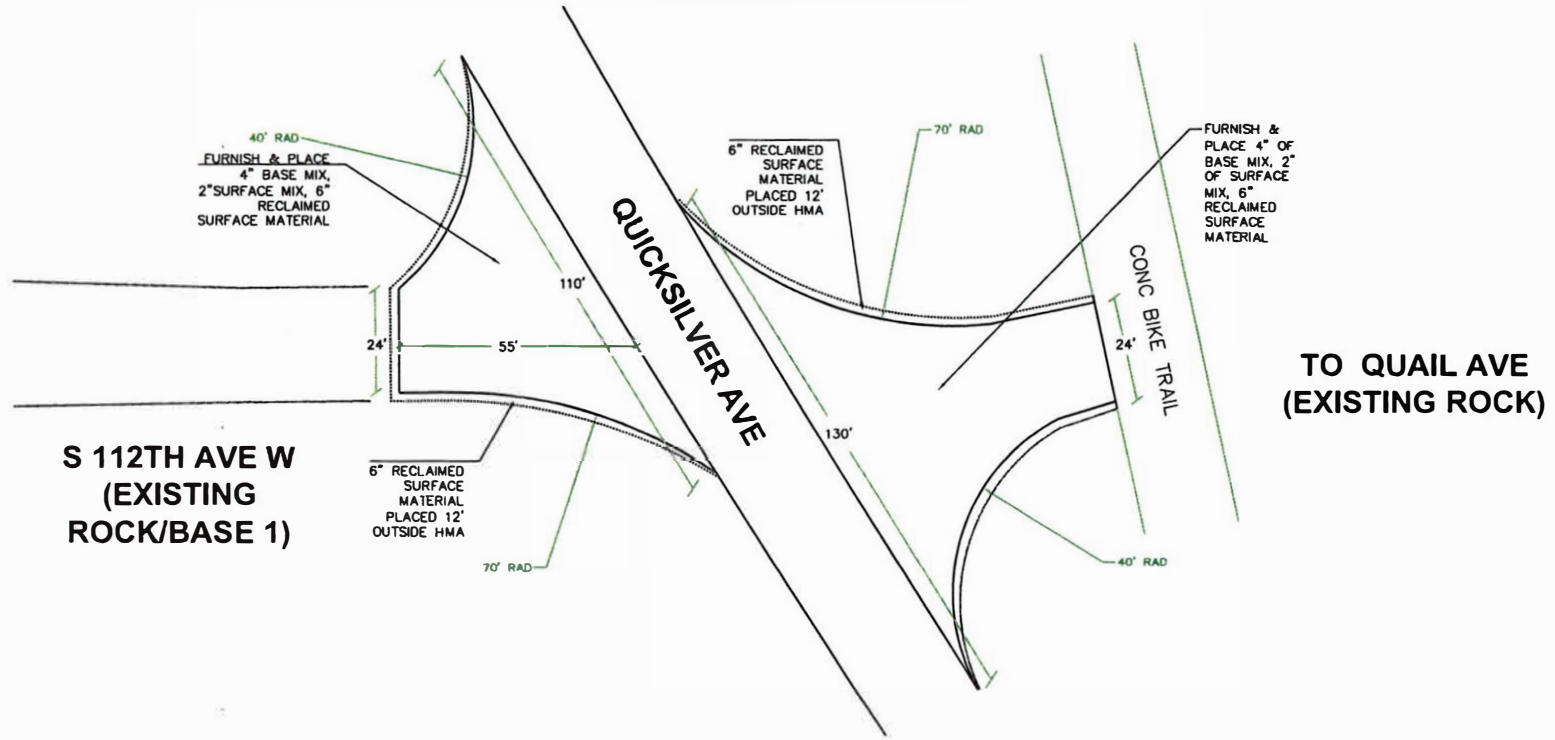 40' RAD
FURNISH & PLACE
4" BASE MIX,
2"SURFACE MIX, 6"
RECLAIMED
SURFACE MATERIAL
110'
24'
55'
S 112TH AVE W
(EXISTING
ROCK/BASE 1)
6" RECLAIMED
SURFACE
MATERIAL
PLACED 12'
OUTSIDE HMA
70' RAD
QUICKSILVER AVE
6" RECLAIMED
SURFACE
MATERIAL
PLACED 12'
OUTSIDE HMA
70' RAD
130'
FURNISH &
PLACE 4" OF
BASE MIX, 2"
OF SURFACE
MIX, 6"
RECLAIMED
SURFACE
MATERIAL
24'
CONC BIKE TRAIL
40' RAD
TO QUAIL AVE
(EXISTING ROCK)